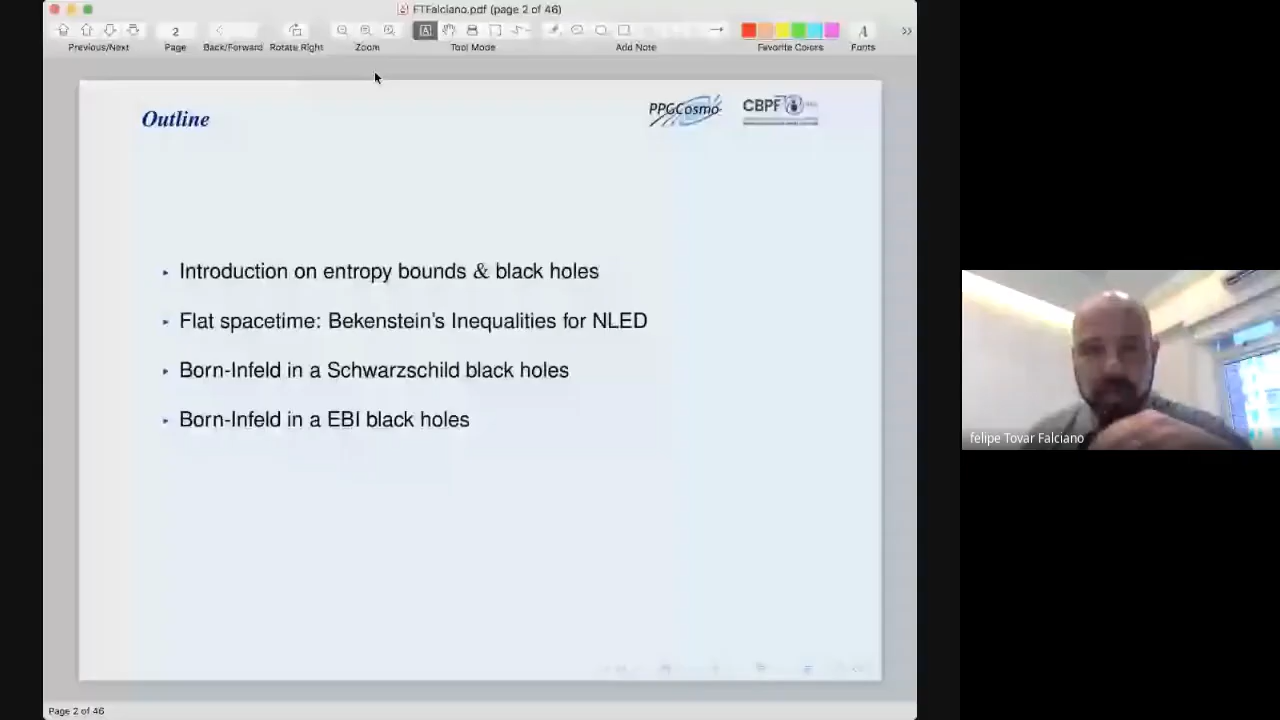 FTFalciano.pdf (page 2 of 46)
2
Previous/Next Page Back/Forward Rotate Right Zoom Tool Mode Add Note Favorite Colors Fonts
Outline
PPGCosmo
CBPF
Introduction on entropy bounds & black holes
Flat spacetime: Bekenstein's Inequalities for NLED
Born-Infeld in a Schwarzschild black holes
Born-Infeld in a EBI black holes
felipe Tovar Falciano
Page 2 of 46